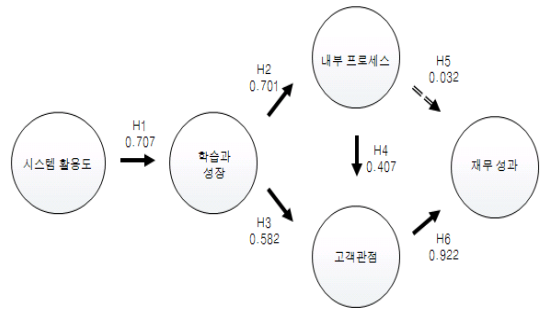 시스템 활용도
H1
0.707
학습과
성장
H2
0.701
내부 프로세스
H3
0.582
H4
0.407
고객관점
H5
0.032
H6
0.922
재무 성과